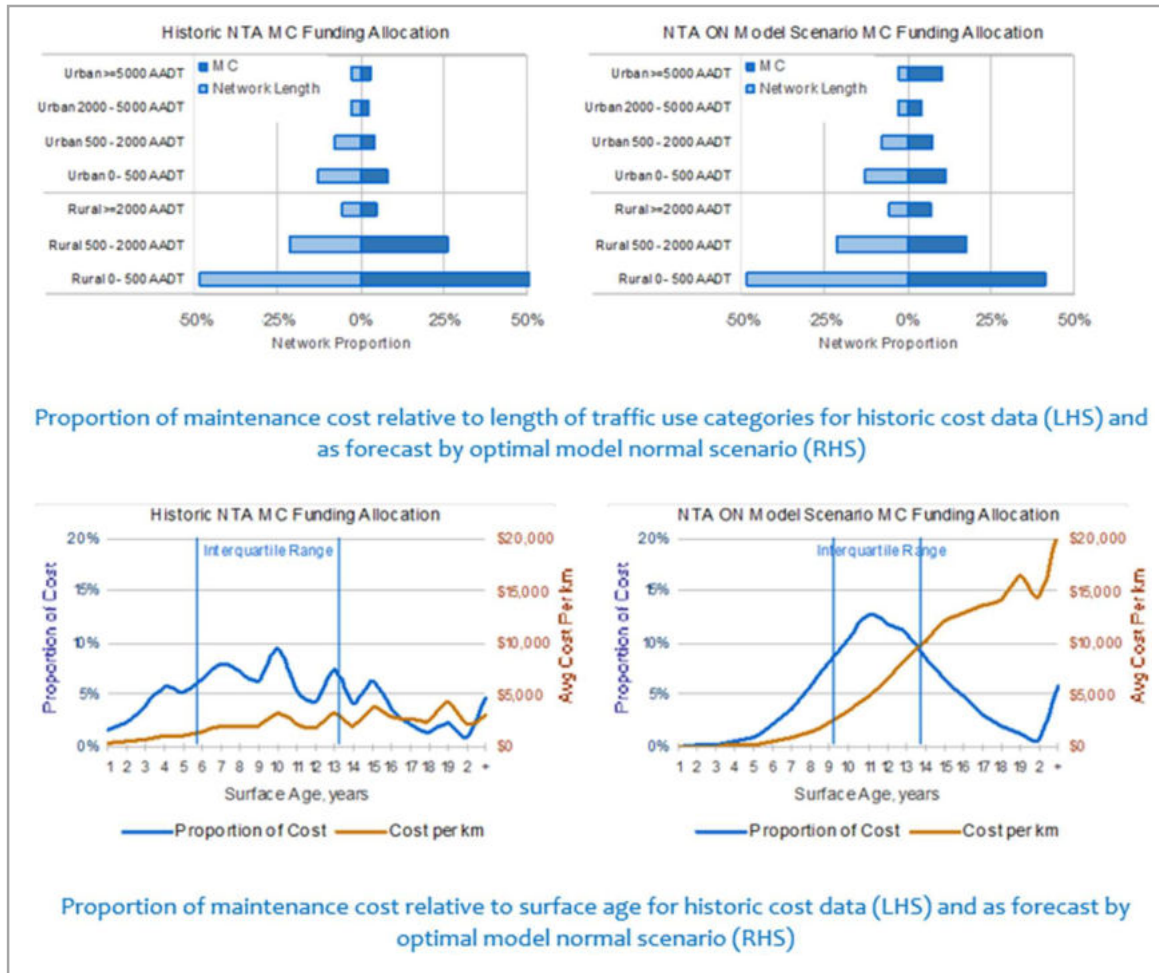 Historic NTA MC Funding Allocation
Urban >=5000 AADT
Urban 2000 - 5000 AADT
Urban 500 - 2000 AADT
Urban 0 - 500 AADT
Rural >=2000 AADT
Rural 500 - 2000 AADT
Rural 0 - 500 AADT
MC
Network Length
50% 25% 0% 25% 50%
Network Proportion
NTA ON Model Scenario MC Funding Allocation
Urban >=5000 AADT
Urban 2000 - 5000 AADT
Urban 500 - 2000 AADT
Urban 0 - 500 AADT
Rural >=2000 AADT
Rural 500 - 2000 AADT
Rural 0 - 500 AADT
MC
Network Length
50% 25% 0% 25% 50%
Network Proportion
Proportion of maintenance cost relative to length of traffic use categories for historic cost data (LHS) and
as forecast by optimal model normal scenario (RHS)
Historic NTA MC Funding Allocation
Proportion of Cost
20%
15%
10%
5%
0%
Interquartile Range
$20,000
$15,000
$10,000
$5,000
$0
Avg Cost Per km
1 2 3 4 5 6 7 8 9 10 11 12 13 14 15 16 17 18 19 2 +
Surface Age, years
Proportion of Cost Cost per km
NTA ON Model Scenario MC Funding Allocation
Proportion of Cost
20%
15%
10%
5%
0%
Interquartile Range
$20,000
$15,000
$10,000
$5,000
$0
Avg Cost Per km
1 2 3 4 5 6 7 8 9 10 11 12 13 14 15 16 17 18 19 2 +
Surface Age, years
Proportion of Cost Cost per km
Proportion of maintenance cost relative to surface age for historic cost data (LHS) and as forecast by
optimal model normal scenario (RHS)